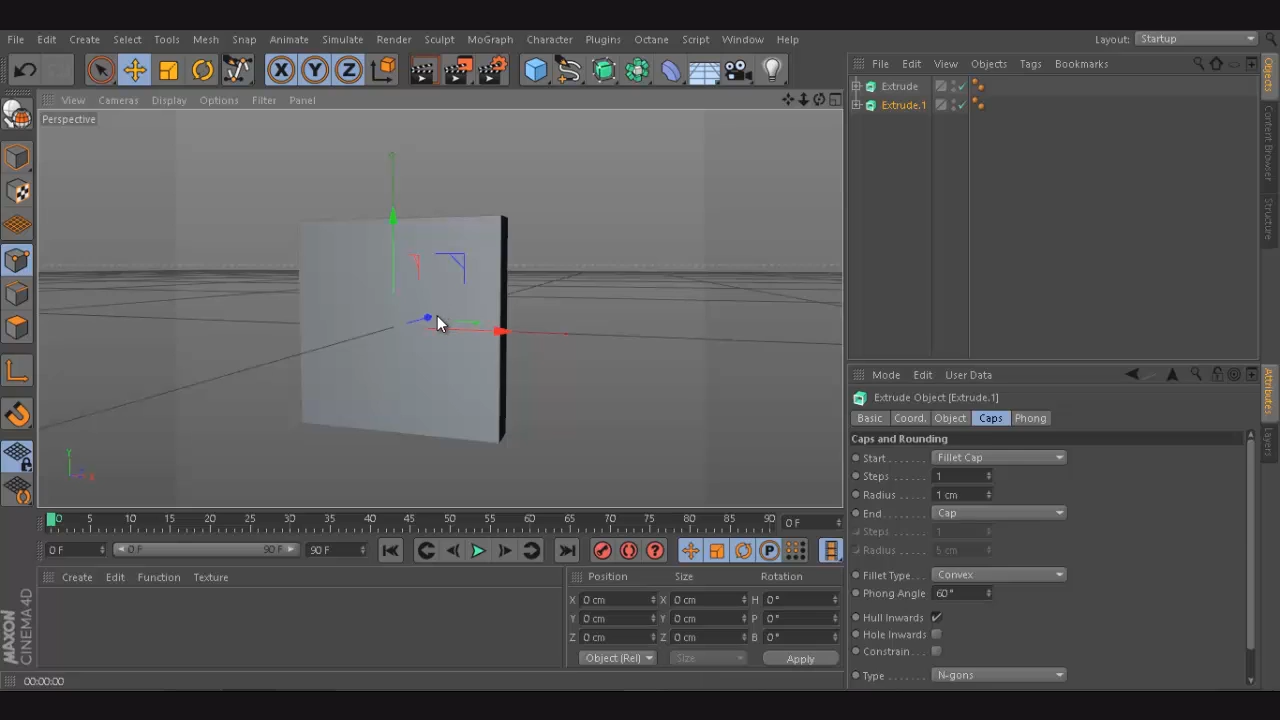 File Edit Create Select Tools Mesh Snap Animate Simulate Render Sculpt MoGraph Character Plugins Octane Script Window Help Layout: Startup
X Y Z
File Edit View Objects Tags Bookmarks
View Cameras Display Options Filter Panel
Perspective
Extrude
Extrude.1
Objects
Content Browser
Structure
Y
X
Mode Edit User Data
Extrude Object [Extrude.1]
Basic Coord. Object Caps Phong
Attributes
Layers
Caps and Rounding
Start Fillet Cap
Steps 1
Radius 1 cm
End Cap
Steps 1
Radius 5 cm
Fillet Type Convex
Phong Angle 60°
Hull Inwards
Hole Inwards
Constrain
Type N-gons
0 5 10 15 20 25 30 35 40 45 50 55 60 65 70 75 80 85 90 0 F
0 F 0 F 90 F 90 F
P
Create Edit Function Texture
Position Size Rotation
X 0 cm X 0 cm H 0°
Y 0 cm Y 0 cm P 0°
Z 0 cm Z 0 cm B 0°
Object (Rel) Size Apply
MAXON
CINEMA 4D
00:00:00